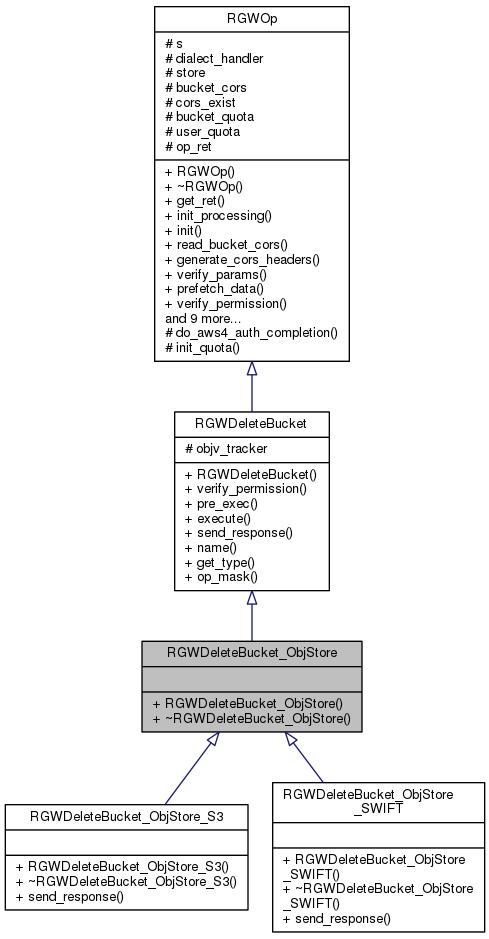 RGWOp
# s
# dialect_handler
# store
# bucket_cors
# cors_exist
# bucket_quota
# user_quota
# op_ret
+ RGWOp()
+ ~RGWOp()
+ get_ret()
+ init_processing()
+ init()
+ read_bucket_cors()
+ generate_cors_headers()
+ verify_params()
+ prefetch_data()
+ verify_permission()
and 9 more...
# do_aws4_auth_completion()
# init_quota()
RGWDeleteBucket
# objv_tracker
+ RGWDeleteBucket()
+ verify_permission()
+ pre_exec()
+ execute()
+ send_response()
+ name()
+ get_type()
+ op_mask()
RGWDeleteBucket_ObjStore
+ RGWDeleteBucket_ObjStore()
+ ~RGWDeleteBucket_ObjStore()
RGWDeleteBucket_ObjStore_S3
+ RGWDeleteBucket_ObjStore_S3()
+ ~RGWDeleteBucket_ObjStore_S3()
+ send_response()
RGWDeleteBucket_ObjStore
_SWIFT
+ RGWDeleteBucket_ObjStore
_SWIFT()
+ ~RGWDeleteBucket_ObjStore
_SWIFT()
+ send_response()